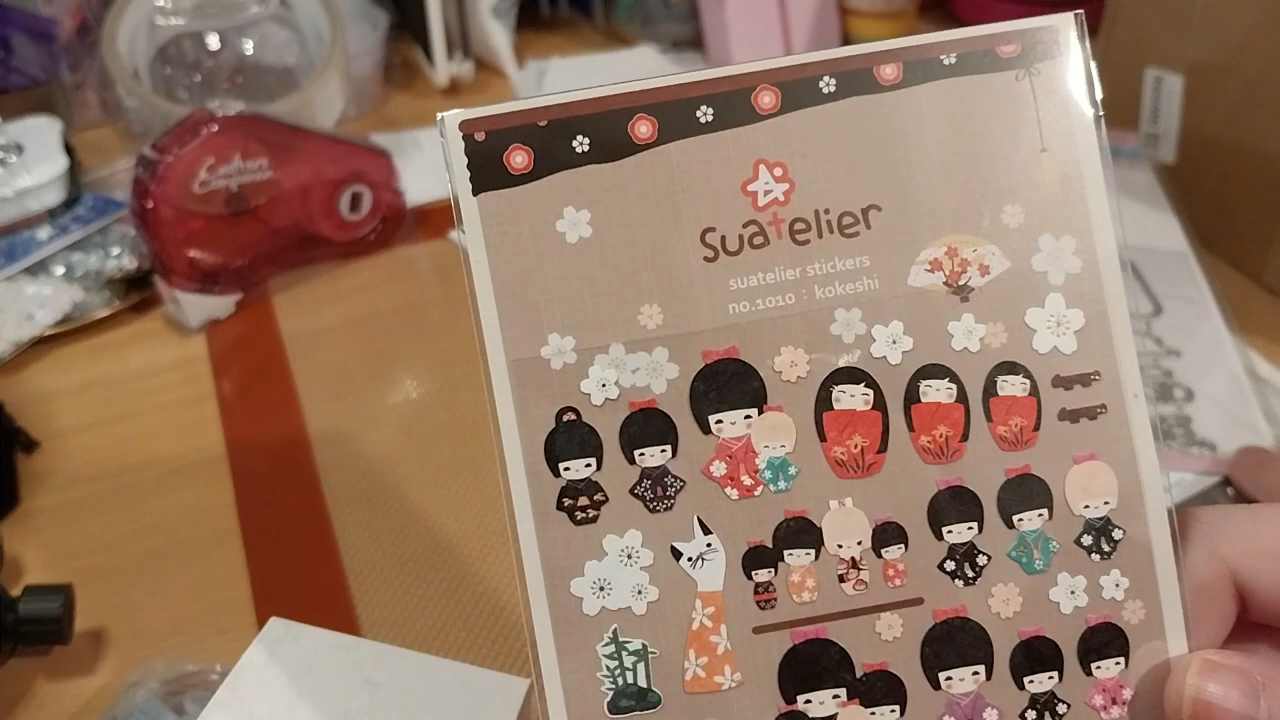 suatelier
suatelier stickers
no.1010 : kokeshi